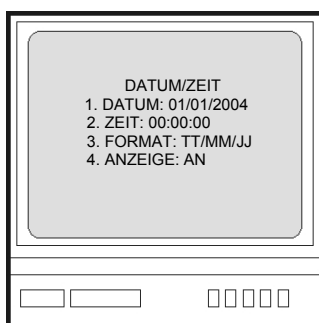 DATUM/ZEIT
1. DATUM: 01/01/2004
2. ZEIT: 00:00:00
3. FORMAT: TT/MM/JJ
4. ANZEIGE: AN